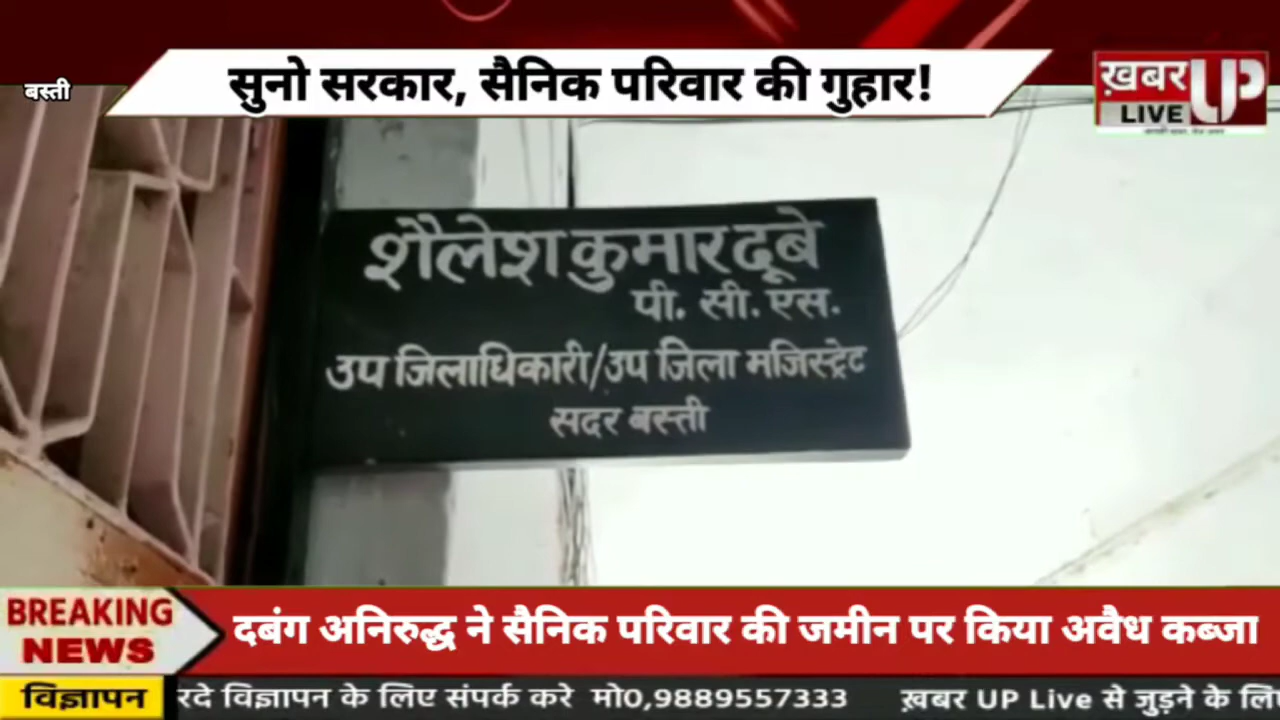 सुनो सरकार, सैनिक परिवार की गुहार!
बस्ती
ख़बर UP
LIVE
शैलेश कुमार दूबे
पी. सी. एस.
उप जिलाधिकारी/उप जिला मजिस्ट्रेट
सदर बस्ती
BREAKING NEWS
दबंग अनिरुद्ध ने सैनिक परिवार की जमीन पर किया अवैध कब्जा
विज्ञापन
रदे विज्ञापन के लिए संपर्क करे मो0,9889557333 ख़बर UP Live से जुड़ने के लि